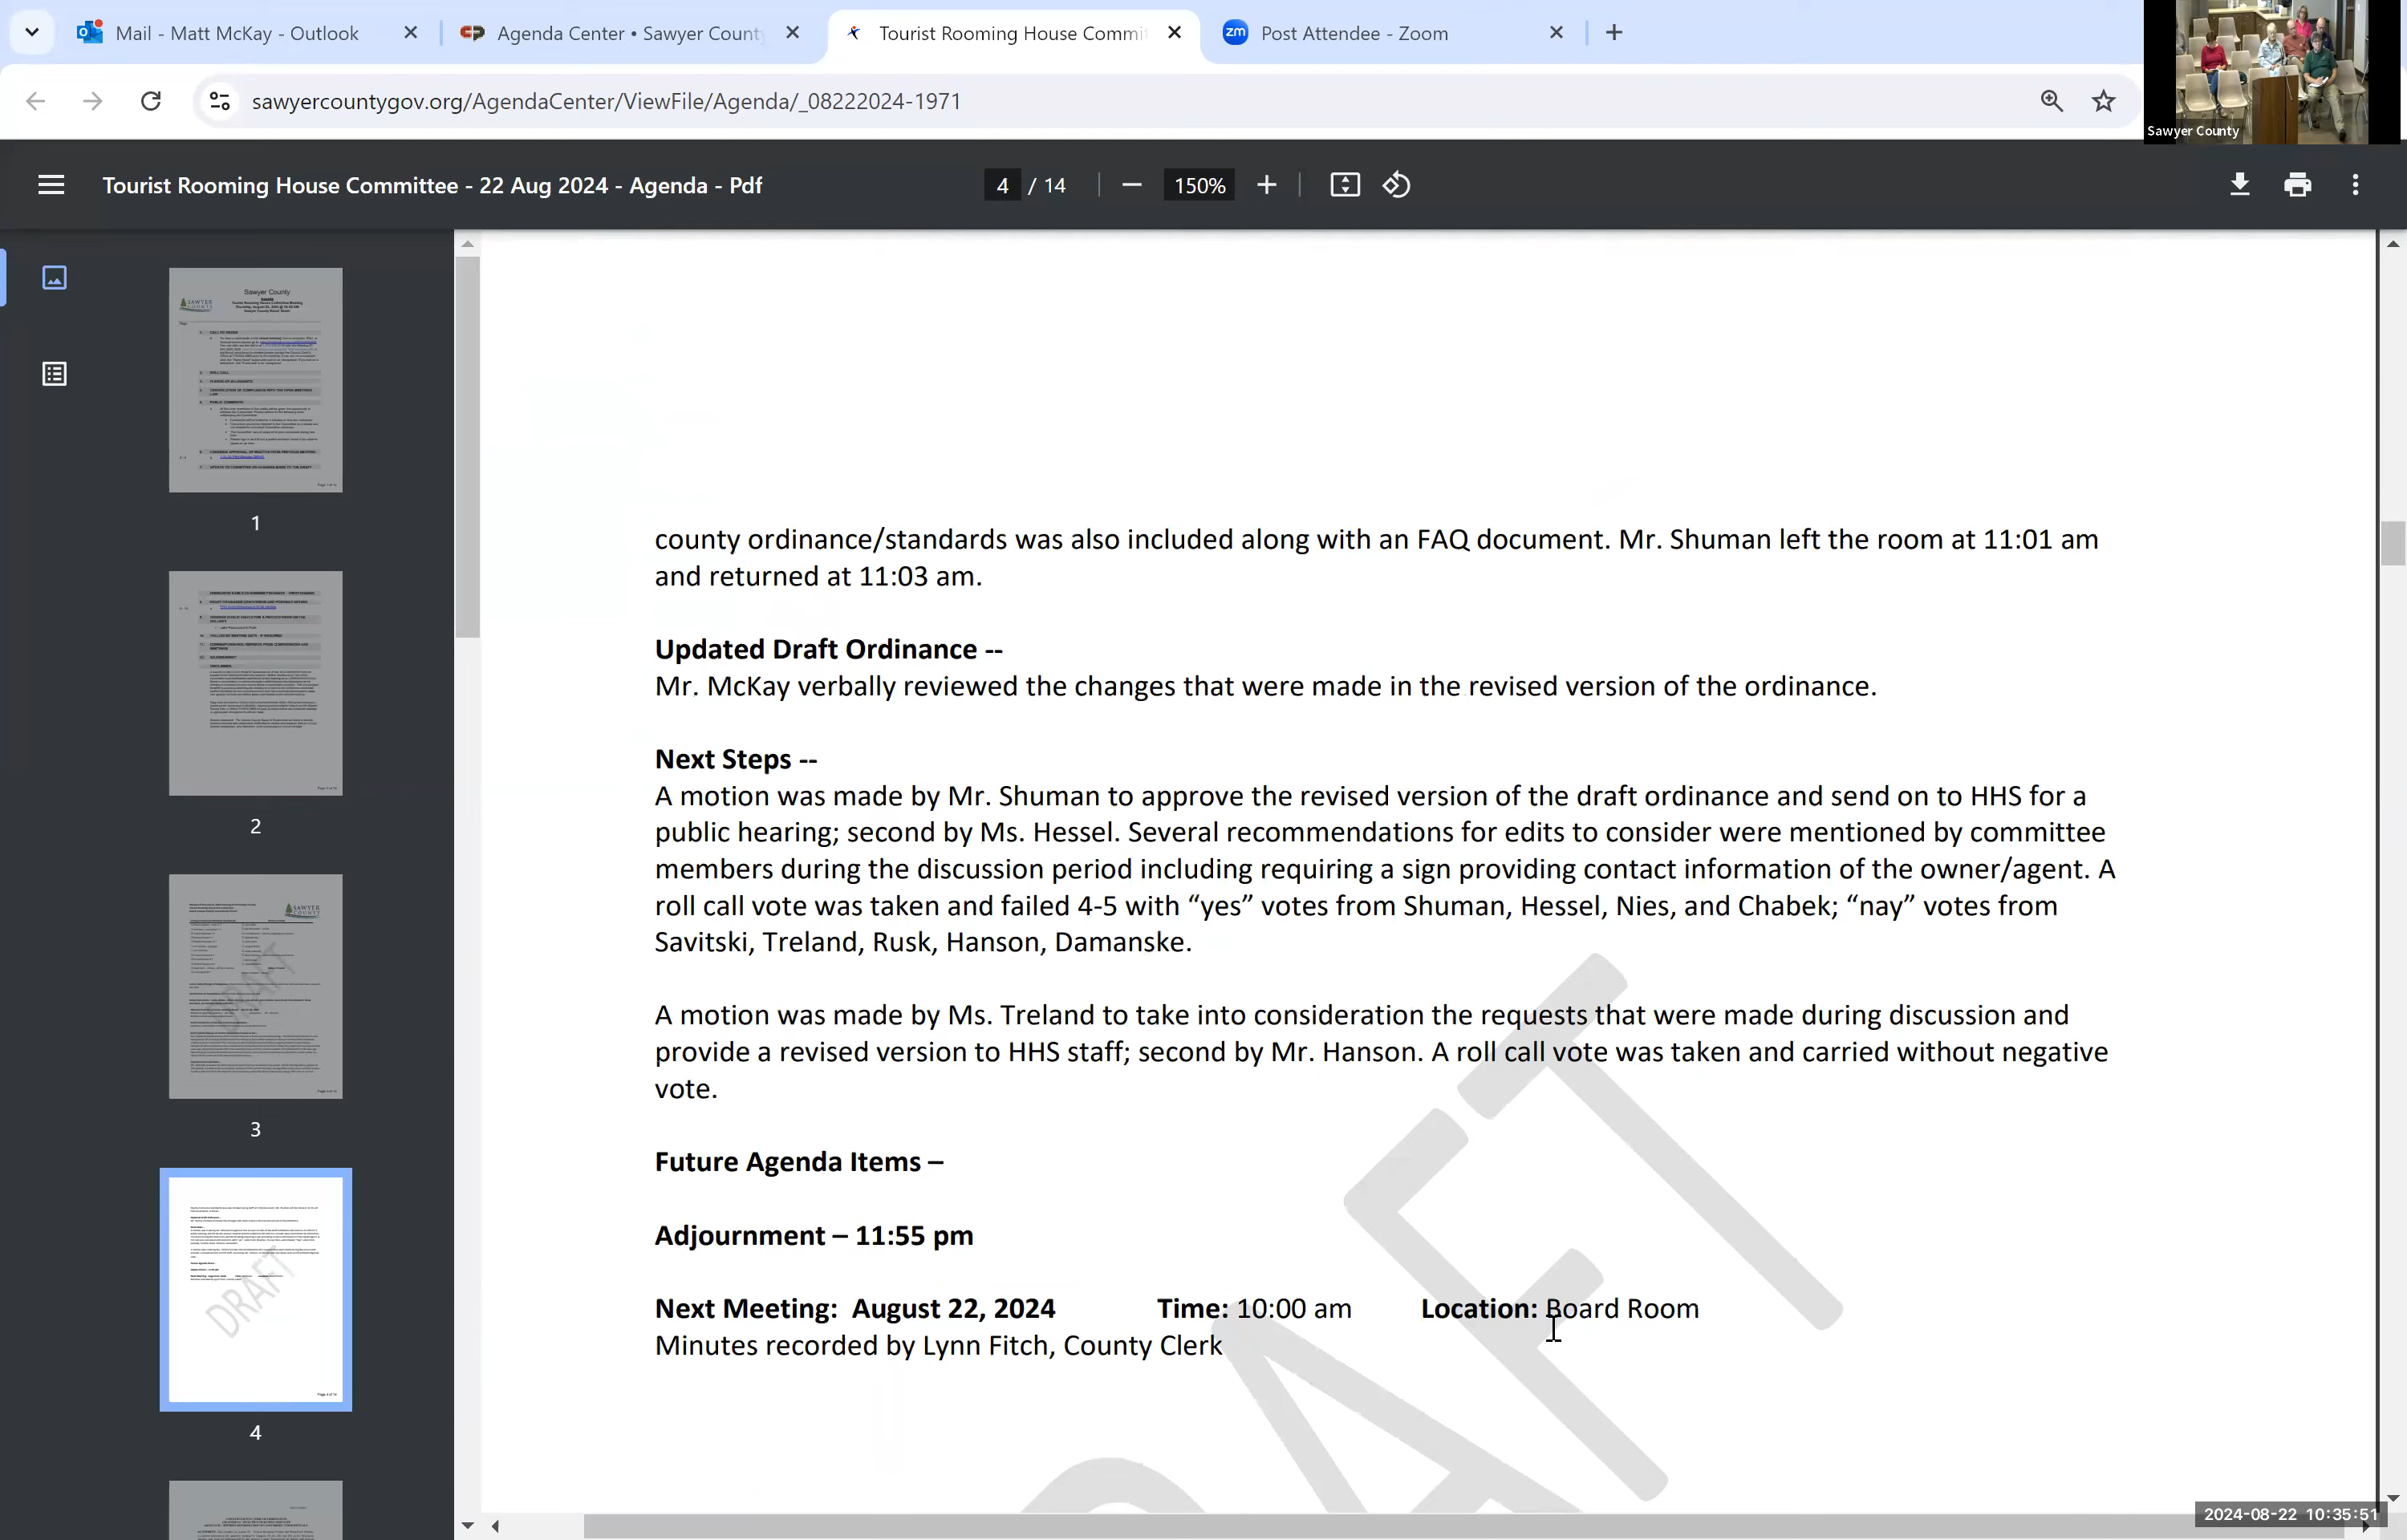 Mail - Matt McKay - Outlook
Agenda Center • Sawyer County
Tourist Rooming House Commi
zm Post Attendee - Zoom
sawyercountygov.org/AgendaCenter/ViewFile/Agenda/_08222024-1971
Sawyer County
Tourist Rooming House Committee - 22 Aug 2024 - Agenda - Pdf
4 / 14
150%
Sawyer County
1
2
3
DRAFT
4
county ordinance/standards was also included along with an FAQ document. Mr. Shuman left the room at 11:01 am
and returned at 11:03 am.
Updated Draft Ordinance --
Mr. McKay verbally reviewed the changes that were made in the revised version of the ordinance.
Next Steps --
A motion was made by Mr. Shuman to approve the revised version of the draft ordinance and send on to HHS for a
public hearing; second by Ms. Hessel. Several recommendations for edits to consider were mentioned by committee
members during the discussion period including requiring a sign providing contact information of the owner/agent. A
roll call vote was taken and failed 4-5 with “yes” votes from Shuman, Hessel, Nies, and Chabek; “nay” votes from
Savitski, Treland, Rusk, Hanson, Damanske.
A motion was made by Ms. Treland to take into consideration the requests that were made during discussion and
provide a revised version to HHS staff; second by Mr. Hanson. A roll call vote was taken and carried without negative
vote.
Future Agenda Items –
Adjournment – 11:55 pm
Next Meeting: August 22, 2024 Time: 10:00 am Location: Board Room
Minutes recorded by Lynn Fitch, County Clerk
DRAFT
2024-08-22 10:35:51